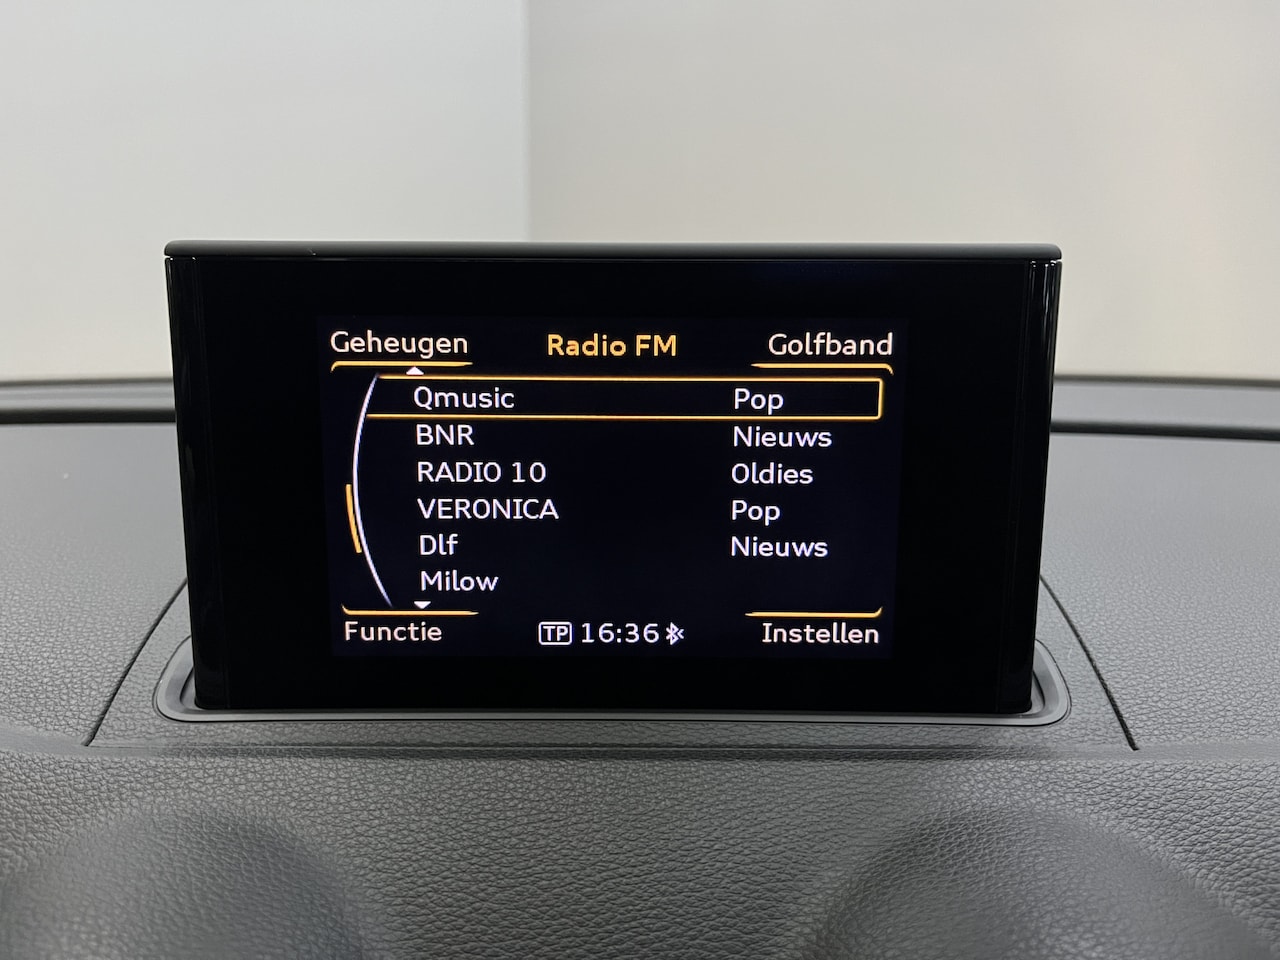 Geheugen Radio FM Golfband
Qmusic Pop
BNR Nieuws
RADIO 10 Oldies
VERONICA Pop
Dlf Nieuws
Milow
Functie TP 16:36 Instellen